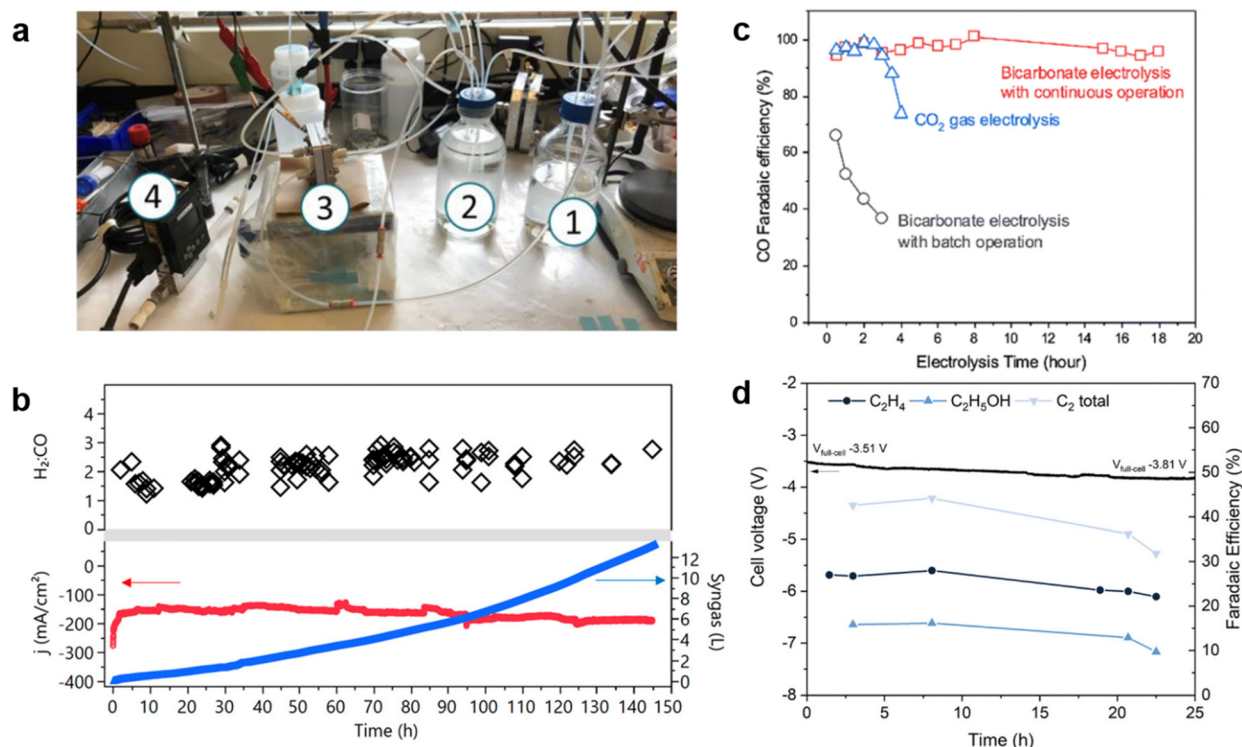 a
4
3
2
1
b
H₂:CO
4
3
2
1
0
j (mA/cm²)
0
-100
-200
-300
-400
Syngas (L)
12
10
8
6
4
2
0
0 10 20 30 40 50 60 70 80 90 100 110 120 130 140 150
Time (h)
c
CO Faradaic efficiency (%)
100
80
60
40
20
0
Bicarbonate electrolysis
with continuous operation
CO₂ gas electrolysis
Bicarbonate electrolysis
with batch operation
0 2 4 6 8 10 12 14 16 18 20
Electrolysis Time (hour)
d
Cell voltage (V)
-2
-3
-4
-5
-6
-7
-8
C₂H₄ C₂H₅OH C₂ total
V full-cell -3.51 V
V full-cell -3.81 V
Faradaic Efficiency (%)
70
60
50
40
30
20
10
0
0 5 10 15 20 25
Time (h)